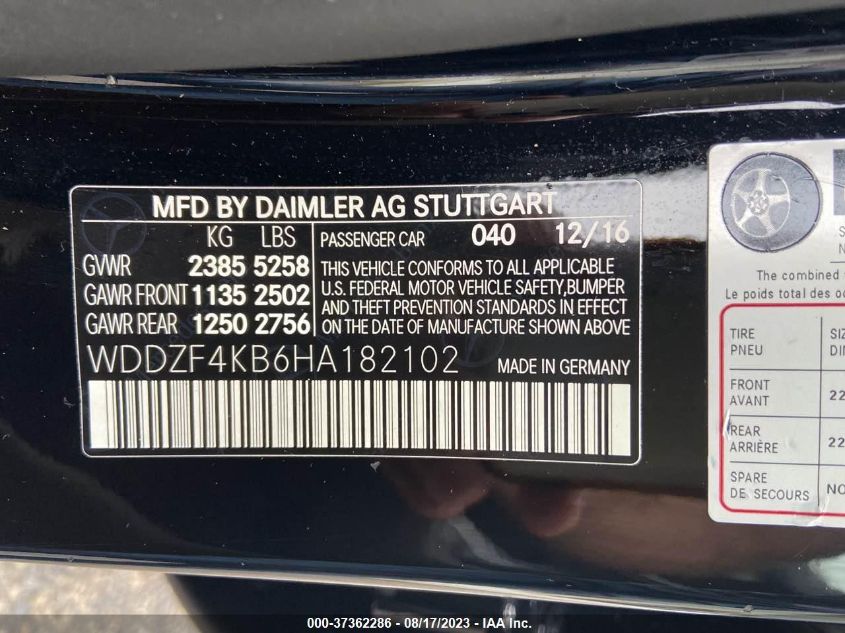 MFD BY DAIMLER AG STUTTGART
KG LBS
GVWR 2385 5258
GAWR FRONT 1135 2502
GAWR REAR 1250 2756
PASSENGER CAR 040 12/16
THIS VEHICLE CONFORMS TO ALL APPLICABLE
U.S. FEDERAL MOTOR VEHICLE SAFETY,BUMPER
AND THEFT PREVENTION STANDARDS IN EFFECT
ON THE DATE OF MANUFACTURE SHOWN ABOVE
WDDZF4KB6HA182102 MADE IN GERMANY
The combined
Le poids total des
TIRE
PNEU
FRONT
AVANT
22
REAR
ARRIÈRE
22
SPARE
DE SECOURS
000-37362286 - 08/17/2023 - IAA Inc.